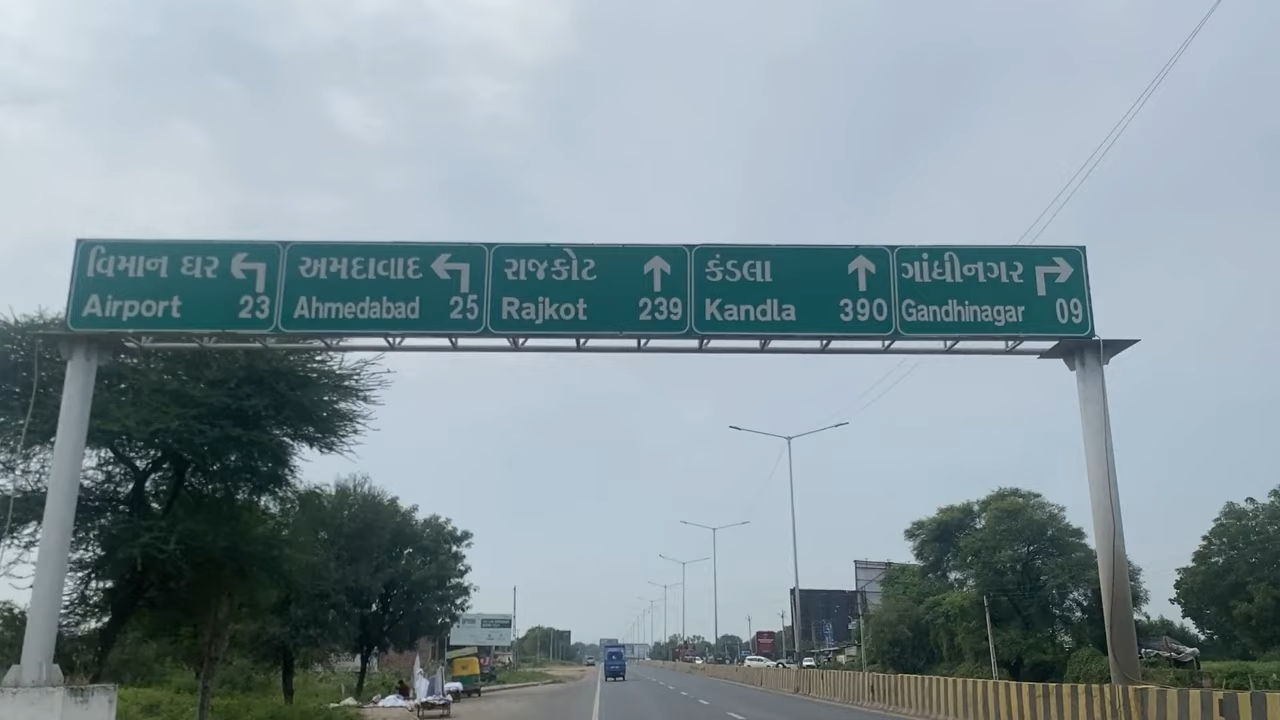 વિમાન ઘર
Airport 23
અમદાવાદ
Ahmedabad 25
રાજકોટ
Rajkot 239
કંડલા
Kandla 390
ગાંધીનગર
Gandhinagar 09